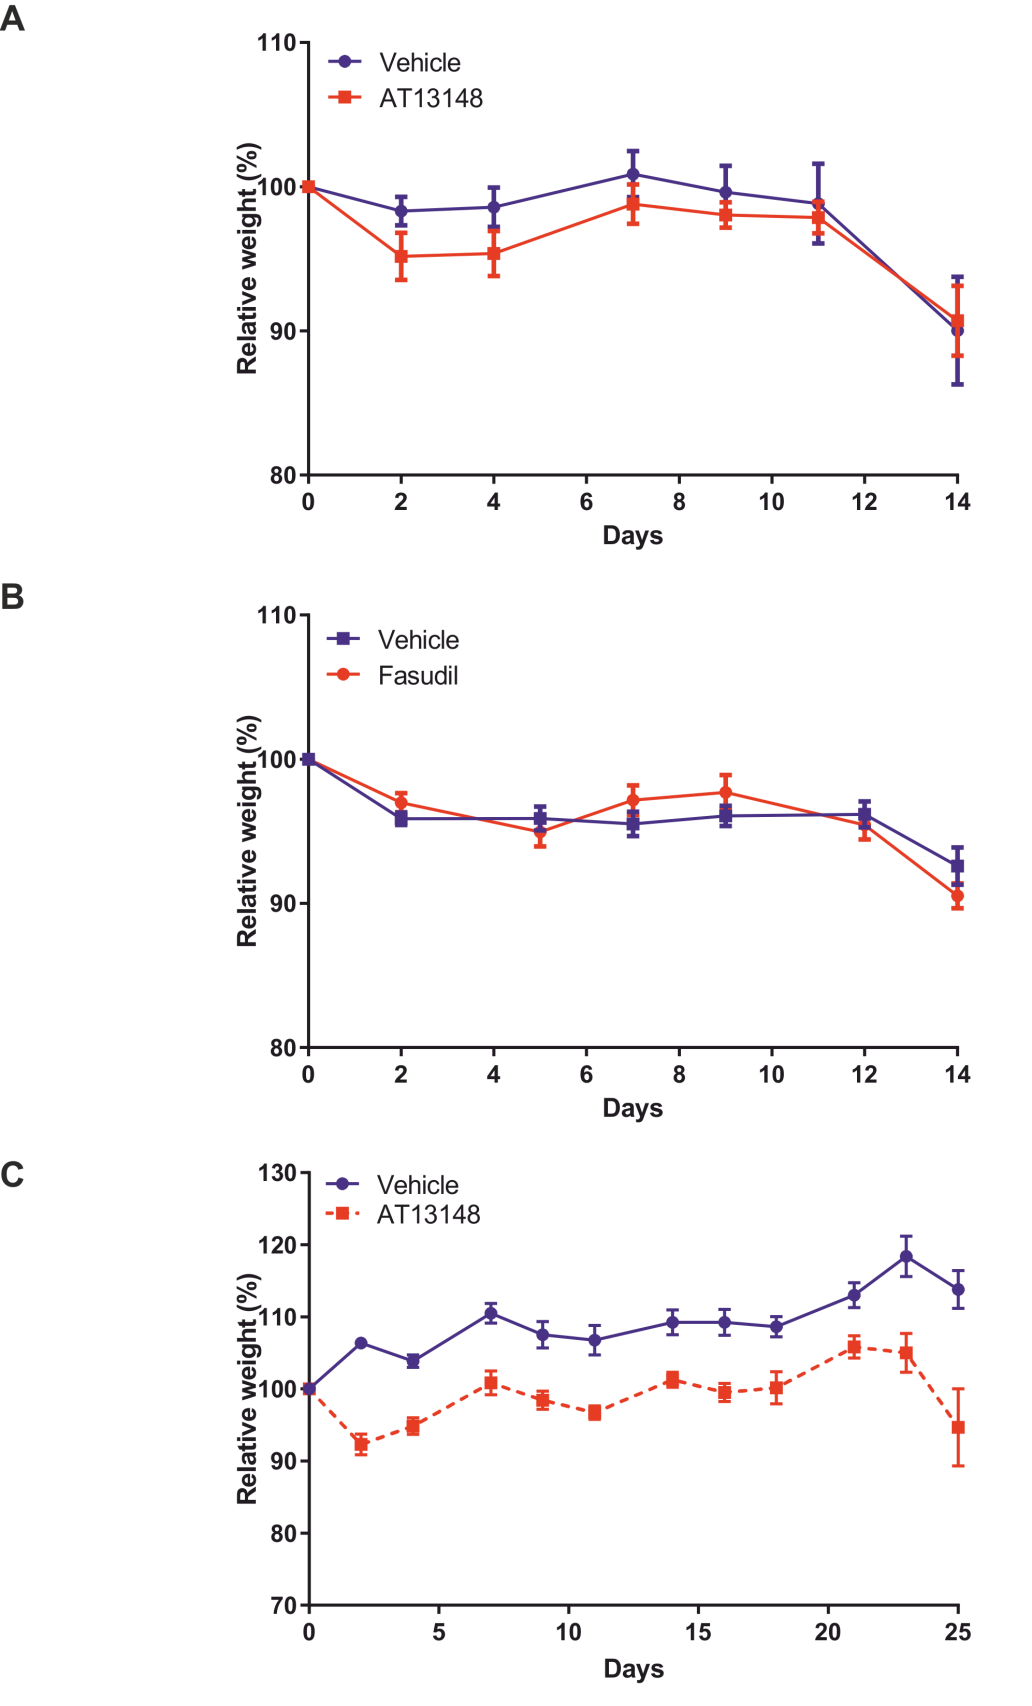 A
110
Vehicle
AT13148
100
90
80
Relative weight (%)
0 2 4 6 8 10 12 14
Days
B
110
Vehicle
Fasudil
100
90
80
Relative weight (%)
0 2 4 6 8 10 12 14
Days
C
130
Vehicle
AT13148
120
110
100
90
80
70
Relative weight (%)
0 5 10 15 20 25
Days